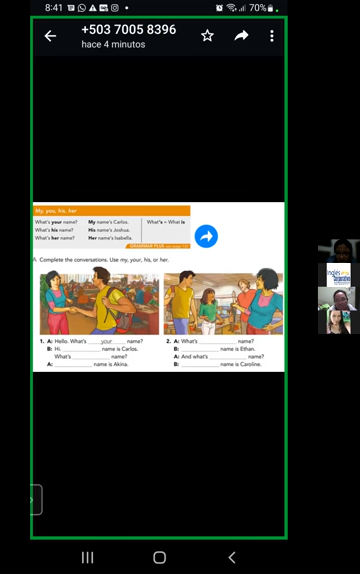 8:41
70%
+503 7005 8396
hace 4 minutos
My, you, his, her
What's your name? My name's Carlos. What's = What is
What's his name? His name's Joshua.
What's her name? Her name's Isabella.
GRAMMAR PLUS
A Complete the conversations. Use my, your, his, or her.
1. A: Hello. What's your name?
B: Hi. name is Carlos.
What's name?
A: name is Akina.
2. A: What's name?
B: name is Ethan.
A: And what's name?
B: name is Caroline.
ingles
corporativo